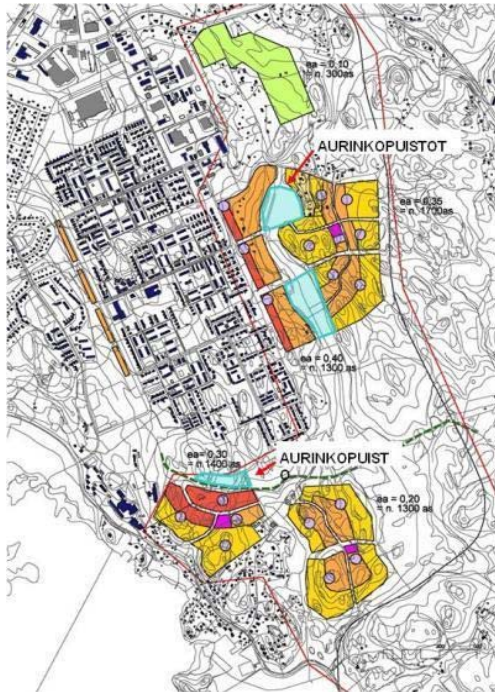 ea = 0,10
= n. 300as
AURINKOPUISTOT
ea = 0,35
= n. 1700as
ea = 0,40
= n. 1300 as
ea= 0,30
= n.1400 as
AURINKOPUIST
O
ea = 0,20
= n. 1300 as